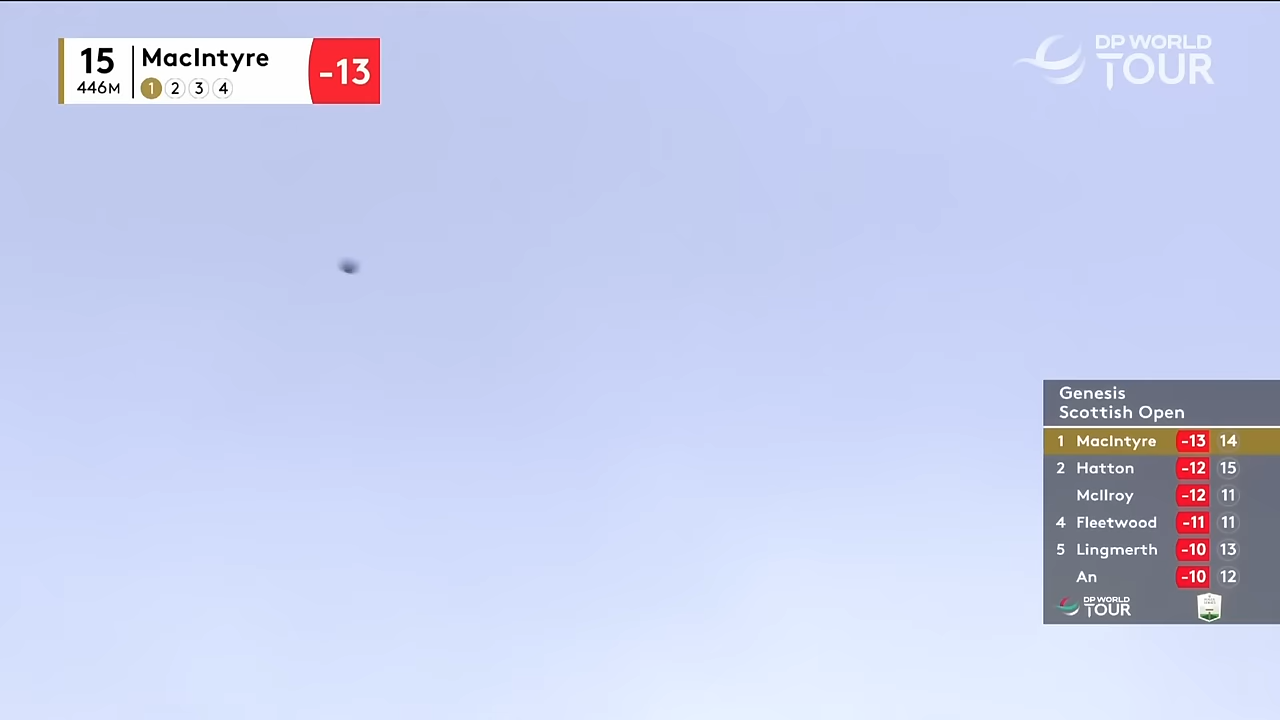 15 MacIntyre -13
446M 1 2 3 4
DP WORLD
TOUR
Genesis
Scottish Open
1 MacIntyre -13 14
2 Hatton -12 15
McIlroy -12 11
4 Fleetwood -11 11
5 Lingmerth -10 13
An -10 12
DP WORLD
TOUR